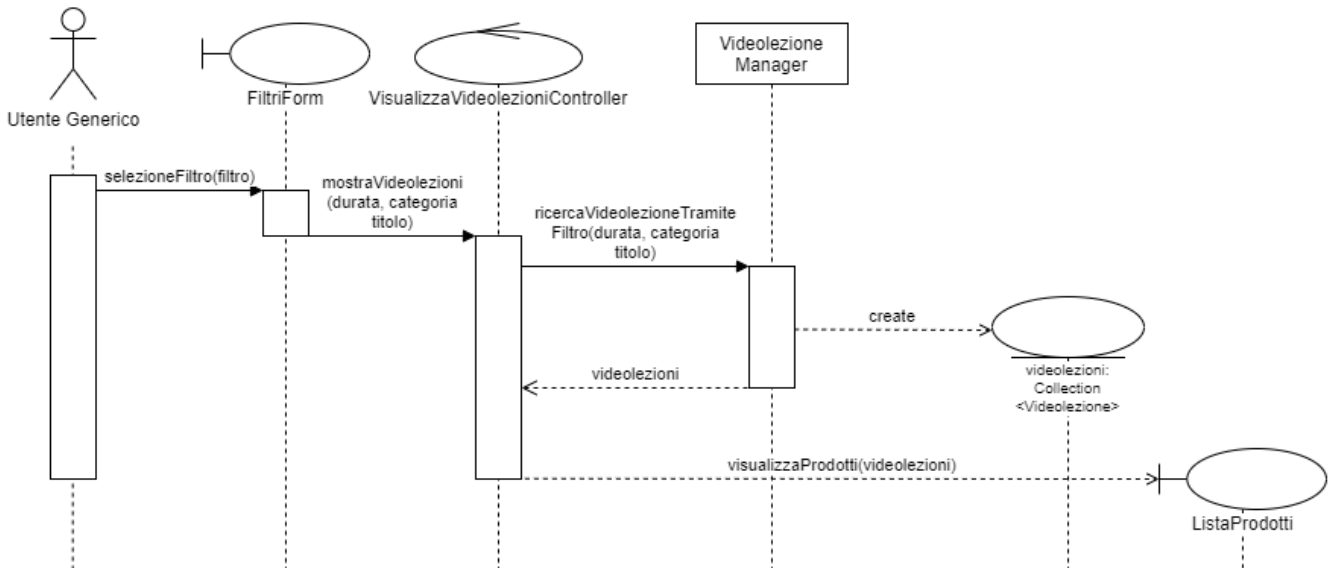 Utente Generico
FiltriForm
VisualizzaVideolezioniController
Videolezione
Manager
selezioneFiltro(filtro)
mostraVideolezioni
(durata, categoria
titolo)
ricercaVideolezioneTramite
Filtro(durata, categoria
titolo)
create
videolezioni:
Collection
<Videolezione>
videolezioni
visualizzaProdotti(videolezioni)
ListaProdotti